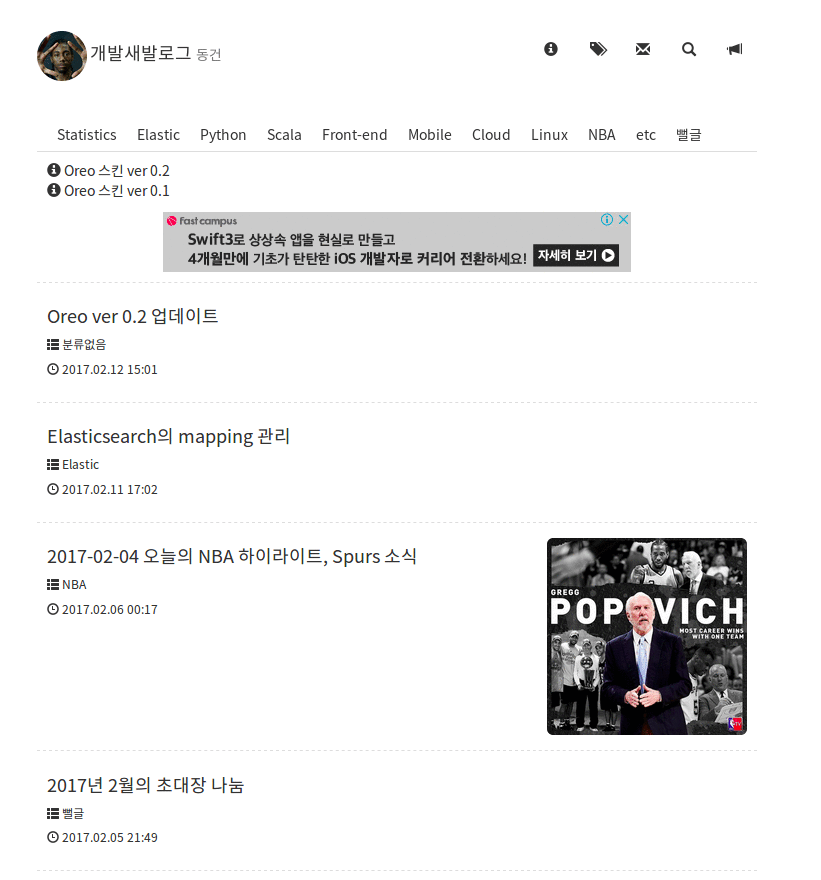 개발새발로그 동건
Statistics Elastic Python Scala Front-end Mobile Cloud Linux NBA etc 뻘글
Oreo 스킨 ver 0.2
Oreo 스킨 ver 0.1
fast campus
Swift3로 상상속 앱을 현실로 만들고
4개월만에 기초가 탄탄한 iOS 개발자로 커리어 전환하세요!
자세히 보기
Oreo ver 0.2 업데이트
분류없음
2017.02.12 15:01
Elasticsearch의 mapping 관리
Elastic
2017.02.11 17:02
2017-02-04 오늘의 NBA 하이라이트, Spurs 소식
NBA
2017.02.06 00:17
GREGG
POPOVICH
MOST CAREER WINS
WITH ONE TEAM
2017년 2월의 초대장 나눔
뻘글
2017.02.05 21:49